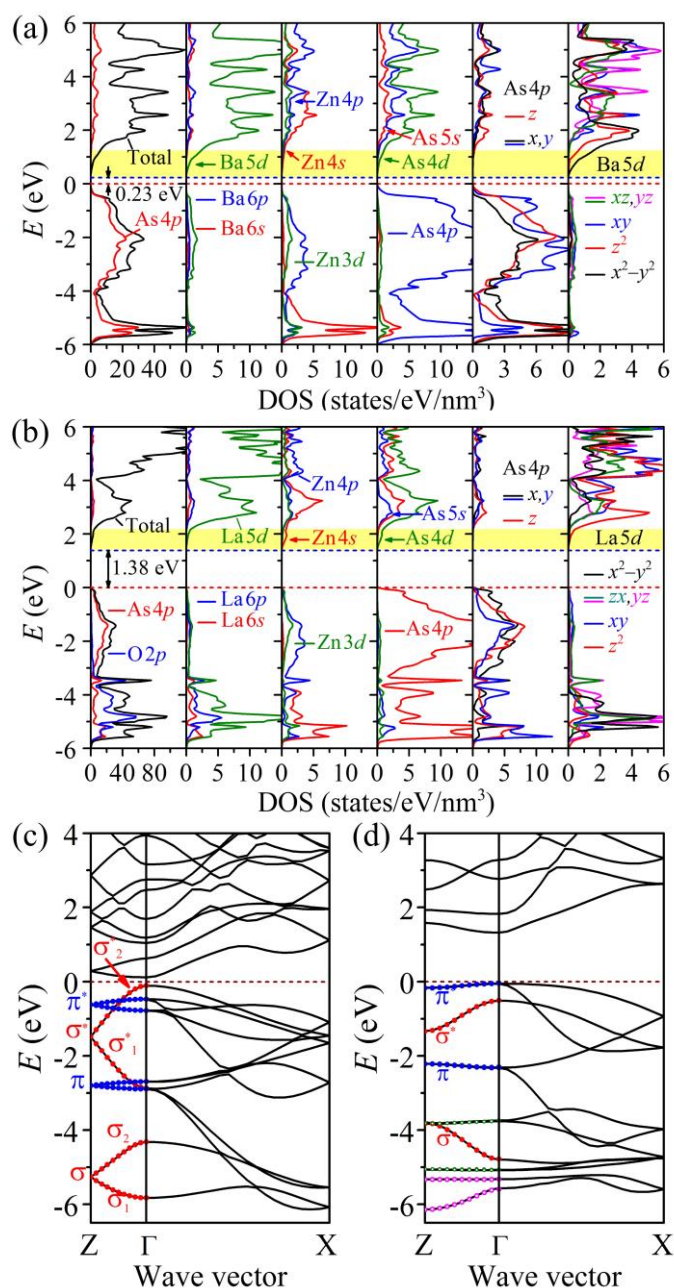 (a)
6
4
2
0
-2
-4
-6
E (eV)
Total
0.23 eV
As4p
Ba5d
Ba6p
Ba6s
Zn4p
Zn4s
Zn3d
As5s
As4d
As4p
As4p
z
x,y
Ba5d
xz,yz
xy
z²
x²−y²
0 20 40 0 5 10 0 5 10 0 5 10 0 3 6 9 0 2 4 6
DOS (states/eV/nm³)
(b)
6
4
2
0
-2
-4
-6
E (eV)
Total
1.38 eV
As4p
O2p
La5d
La6p
La6s
Zn4p
Zn4s
Zn3d
As5s
As4d
As4p
As4p
x,y
z
La5d
x²−y²
zx,yz
xy
z²
0 40 80 0 5 10 0 5 10 0 5 10 0 5 10 0 2 4 6
DOS (states/eV/nm³)
(c)
4
2
0
-2
-4
-6
E (eV)
σ*₂
π*
σ*
σ*₁
π
σ₂
σ
σ₁
Z Γ X
Wave vector
(d)
4
2
0
-2
-4
-6
E (eV)
π*
σ*
π
σ
Z Γ X
Wave vector